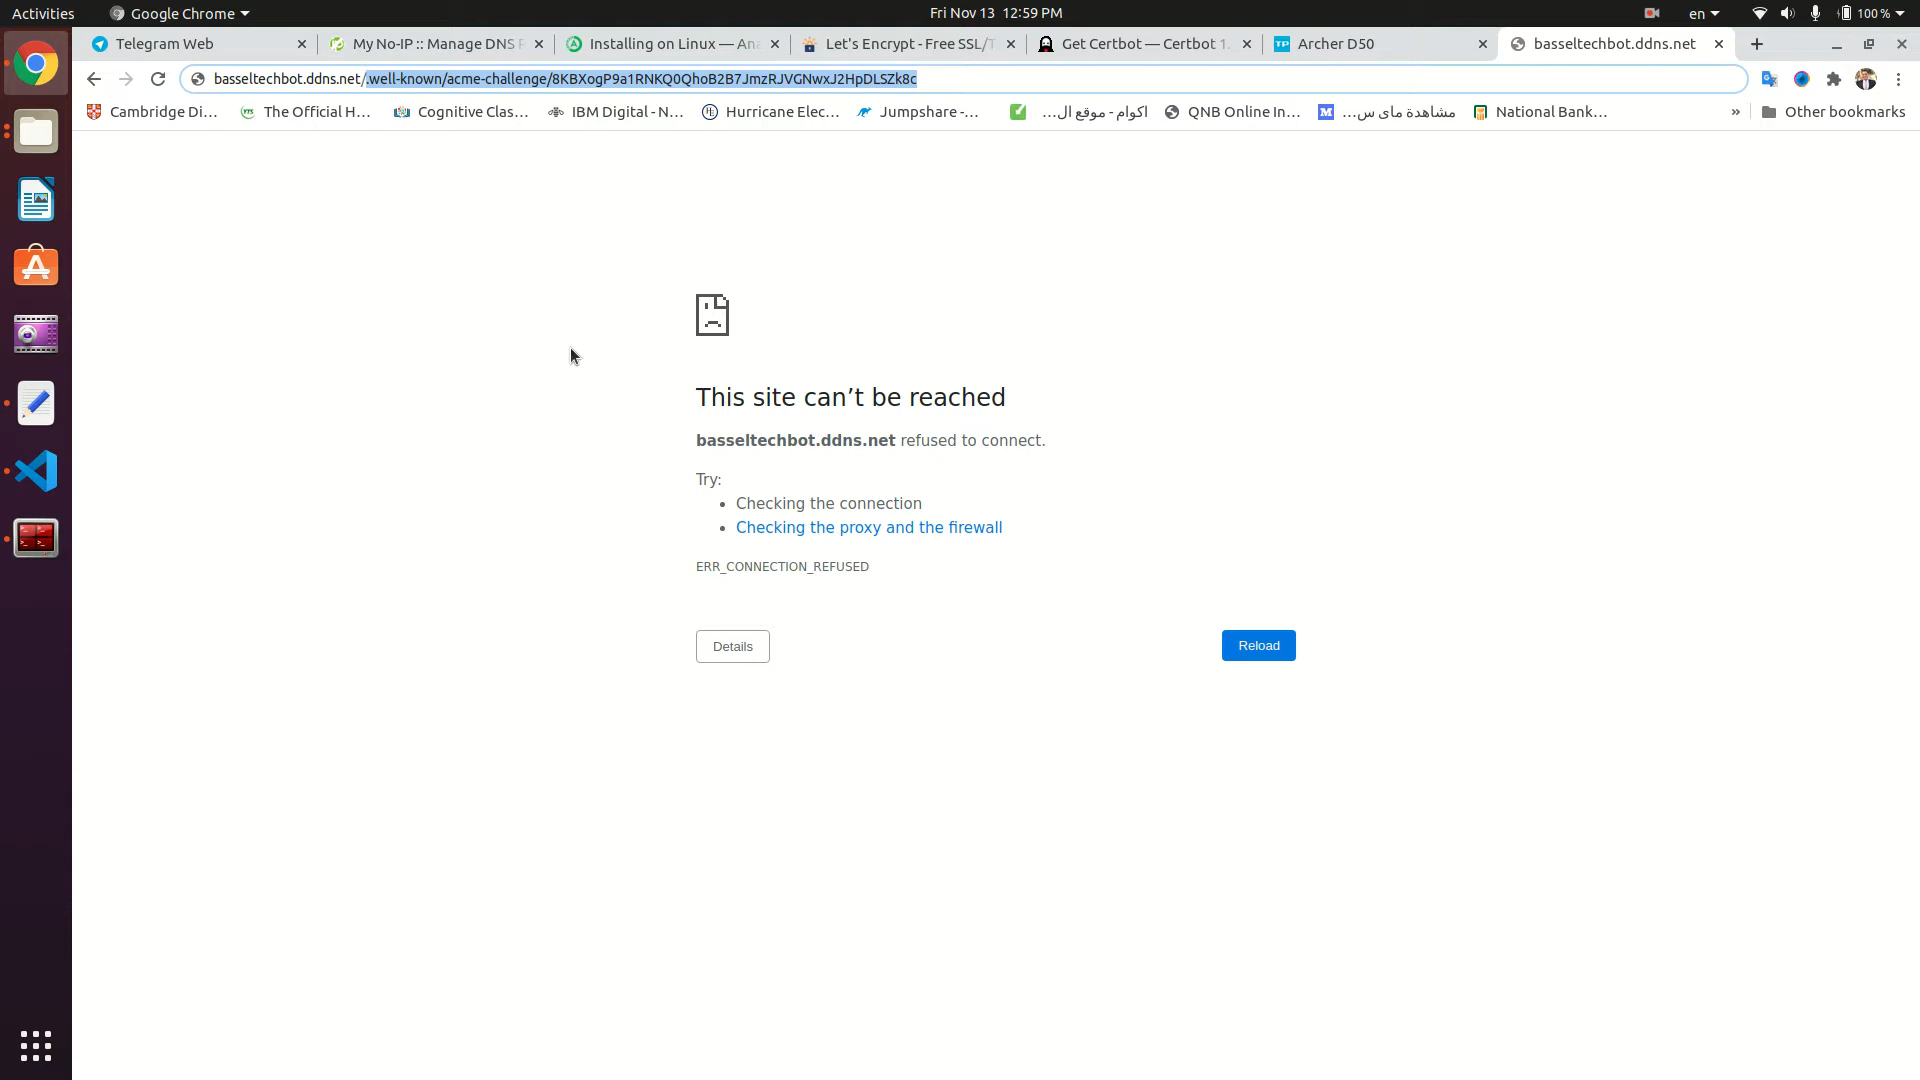 Activities
Google Chrome
Fri Nov 13 12:59 PM
en
100 %
Telegram Web
My No-IP :: Manage DNS R
Installing on Linux — Ana
Let's Encrypt - Free SSL/T
Get Certbot — Certbot 1.
TP
Archer D50
basseltechbot.ddns.net
basseltechbot.ddns.net/.well-known/acme-challenge/8KBXogP9a1RNKQ0QhoB2B7JmzRJVGNwxJ2HpDLSZk8c
Cambridge Di...
The Official H...
Cognitive Clas...
IBM Digital - N...
Hurricane Elec...
Jumpshare -...
اكوام - موقع ال...
QNB Online In...
M
مشاهدة ماى س...
National Bank...
»
Other bookmarks
This site can’t be reached
basseltechbot.ddns.net refused to connect.
Try:
• Checking the connection
• Checking the proxy and the firewall
ERR_CONNECTION_REFUSED
Details
Reload